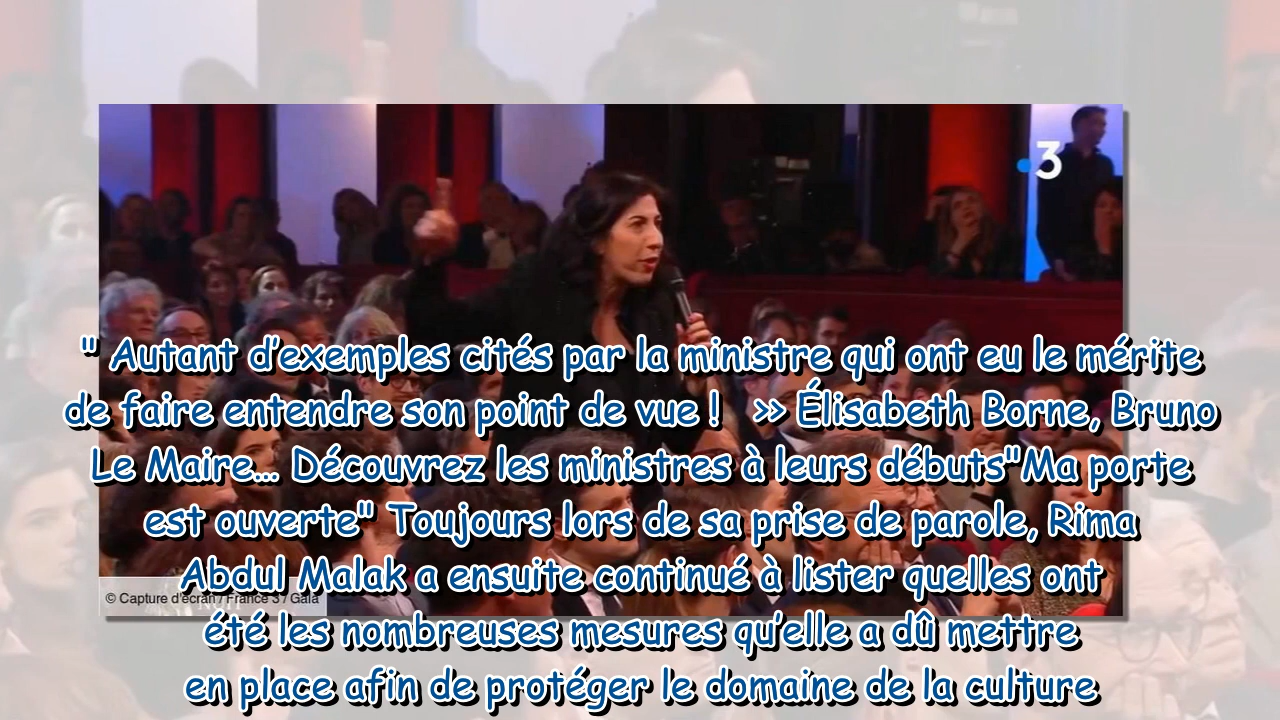 3
" Autant d'exemples cités par la ministre qui ont eu le mérite
de faire entendre son point de vue !   >> Élisabeth Borne, Bruno
Le Maire... Découvrez les ministres à leurs débuts"Ma porte
est ouverte" Toujours lors de sa prise de parole, Rima
Abdul Malak a ensuite continué à lister quelles ont
© Capture d'écran / France 3 / Gala
été les nombreuses mesures qu'elle a dû mettre
en place afin de protéger le domaine de la culture